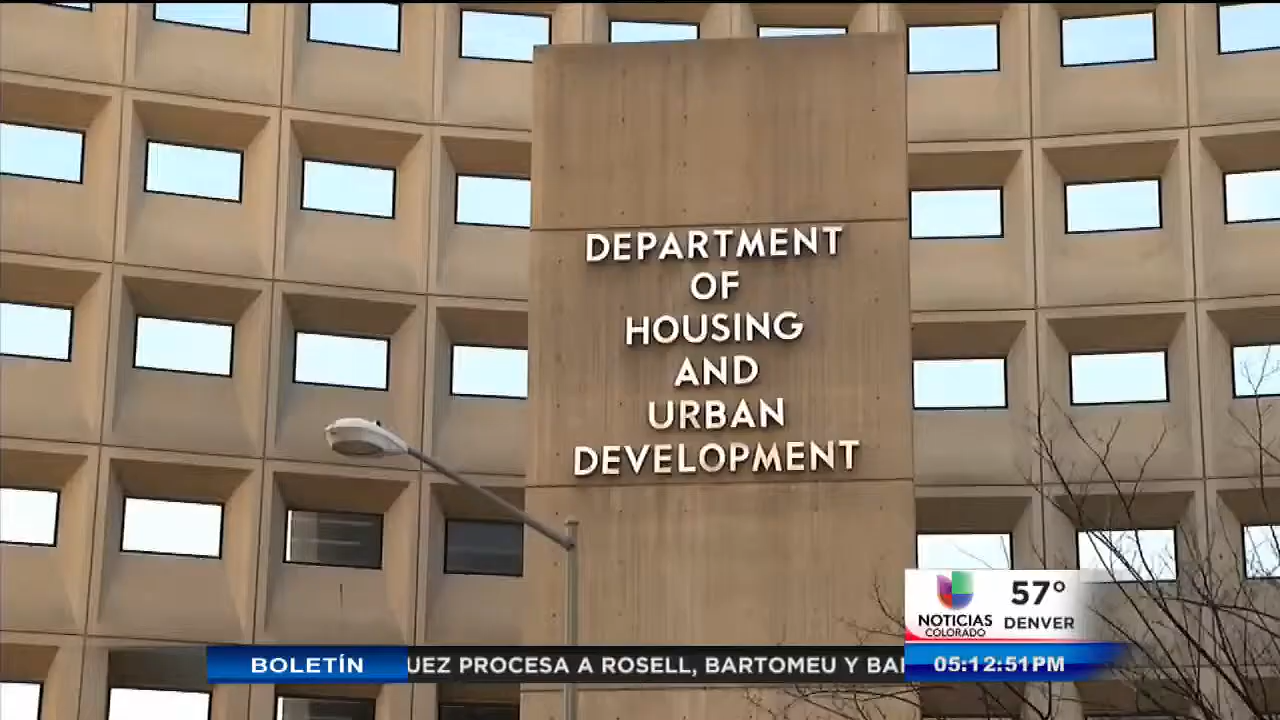 DEPARTMENT
OF
HOUSING
AND
URBAN
DEVELOPMENT
NOTICIAS
COLORADO
57°
DENVER
BOLETÍN
UEZ PROCESA A ROSELL, BARTOMEU Y BA
05:12:51PM